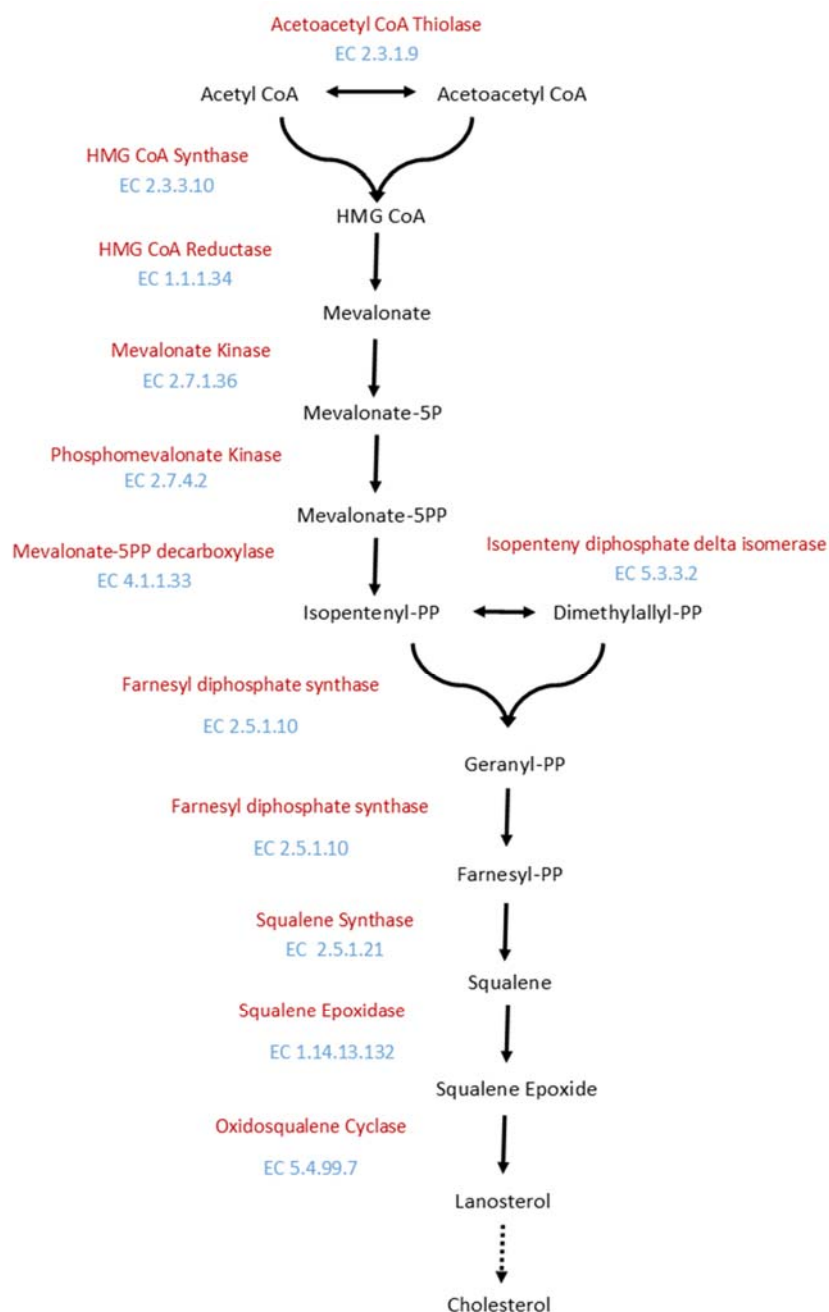 Acetoacetyl CoA Thiolase
EC 2.3.1.9
Acetyl CoA
Acetoacetyl CoA
HMG CoA Synthase
EC 2.3.3.10
HMG CoA
HMG CoA Reductase
EC 1.1.1.34
Mevalonate
Mevalonate Kinase
EC 2.7.1.36
Mevalonate-5P
Phosphomevalonate Kinase
EC 2.7.4.2
Mevalonate-5PP
Mevalonate-5PP decarboxylase
EC 4.1.1.33
Isopenteny diphosphate delta isomerase
EC 5.3.3.2
Isopentenyl-PP
Dimethylallyl-PP
Farnesyl diphosphate synthase
EC 2.5.1.10
Geranyl-PP
Farnesyl diphosphate synthase
EC 2.5.1.10
Farnesyl-PP
Squalene Synthase
EC 2.5.1.21
Squalene
Squalene Epoxidase
EC 1.14.13.132
Squalene Epoxide
Oxidosqualene Cyclase
EC 5.4.99.7
Lanosterol
Cholesterol